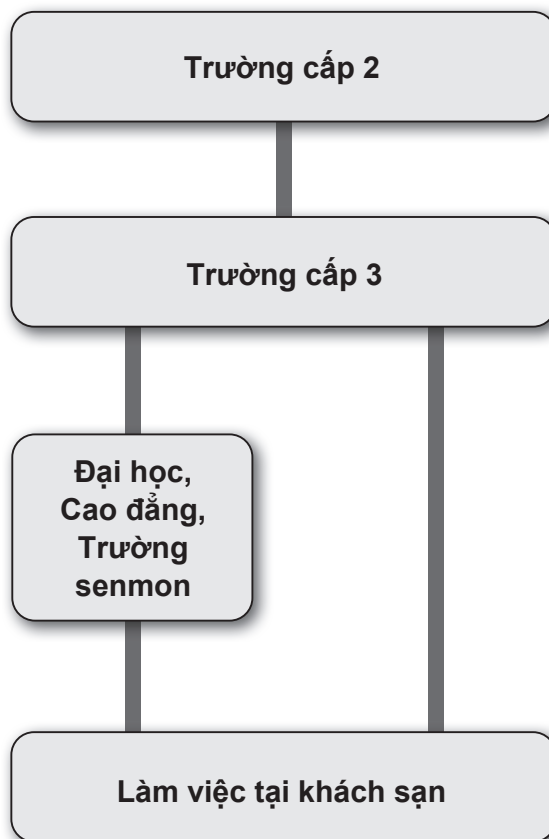 Trường cấp 2
Trường cấp 3
Đại học,
Cao đẳng,
Trường
senmon
Làm việc tại khách sạn